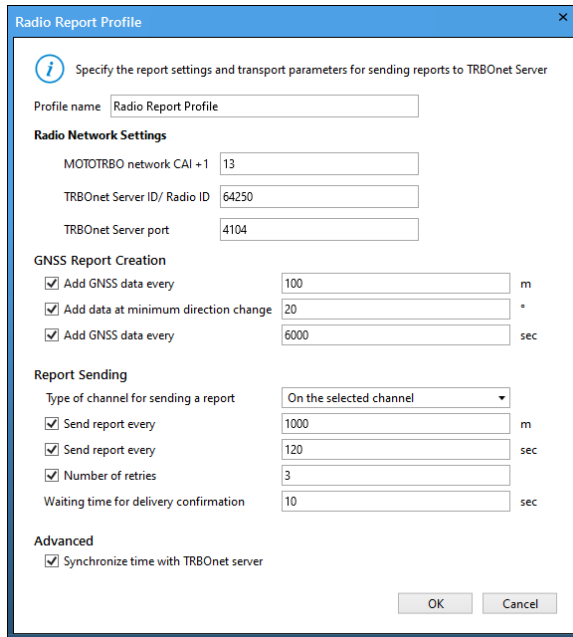 Radio Report Profile
Specify the report settings and transport parameters for sending reports to TRBOnet Server
Profile name Radio Report Profile
Radio Network Settings
MOTOTRBO network CAI +1 13
TRBOnet Server ID/ Radio ID 64250
TRBOnet Server port 4104
GNSS Report Creation
Add GNSS data every 100 m
Add data at minimum direction change 20 °
Add GNSS data every 6000 sec
Report Sending
Type of channel for sending a report On the selected channel
Send report every 1000 m
Send report every 120 sec
Number of retries 3
Waiting time for delivery confirmation 10 sec
Advanced
Synchronize time with TRBOnet server
OK Cancel